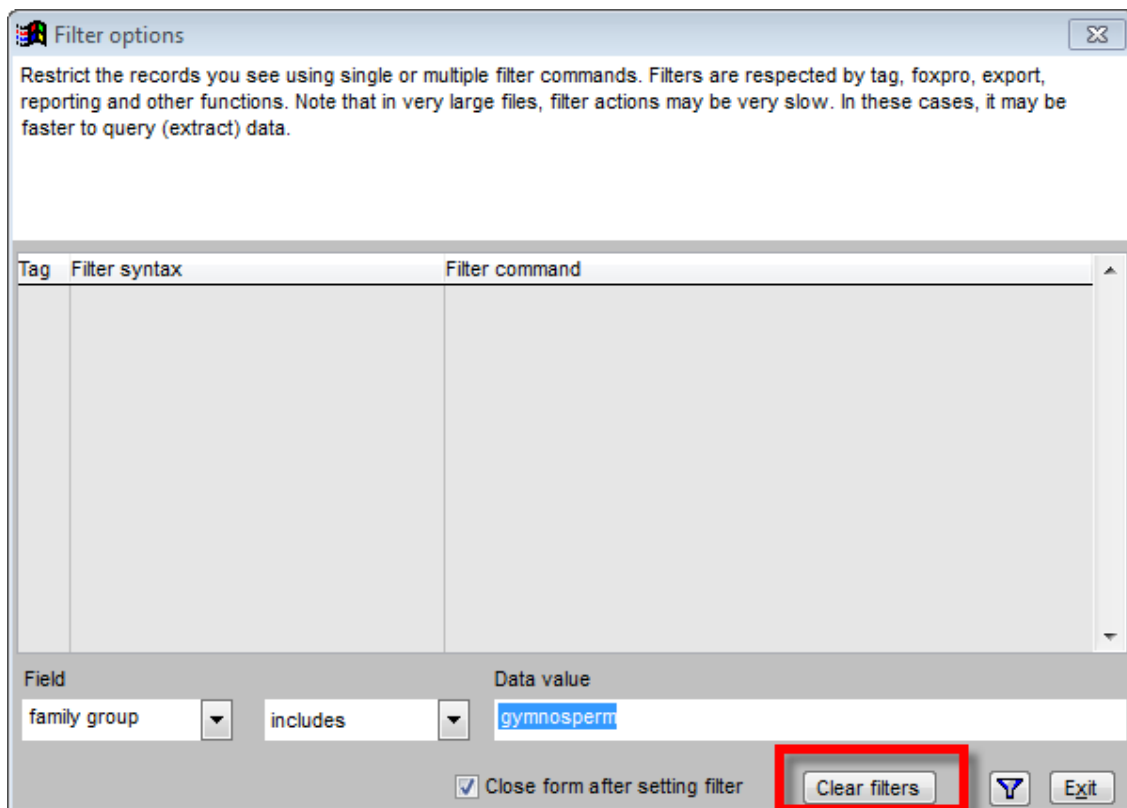 Filter options
Restrict the records you see using single or multiple filter commands. Filters are respected by tag, foxpro, export,
reporting and other functions. Note that in very large files, filter actions may be very slow. In these cases, it may be
faster to query (extract) data.
Tag Filter syntax Filter command
Field Data value
family group includes gymnosperm
Close form after setting filter Clear filters Exit